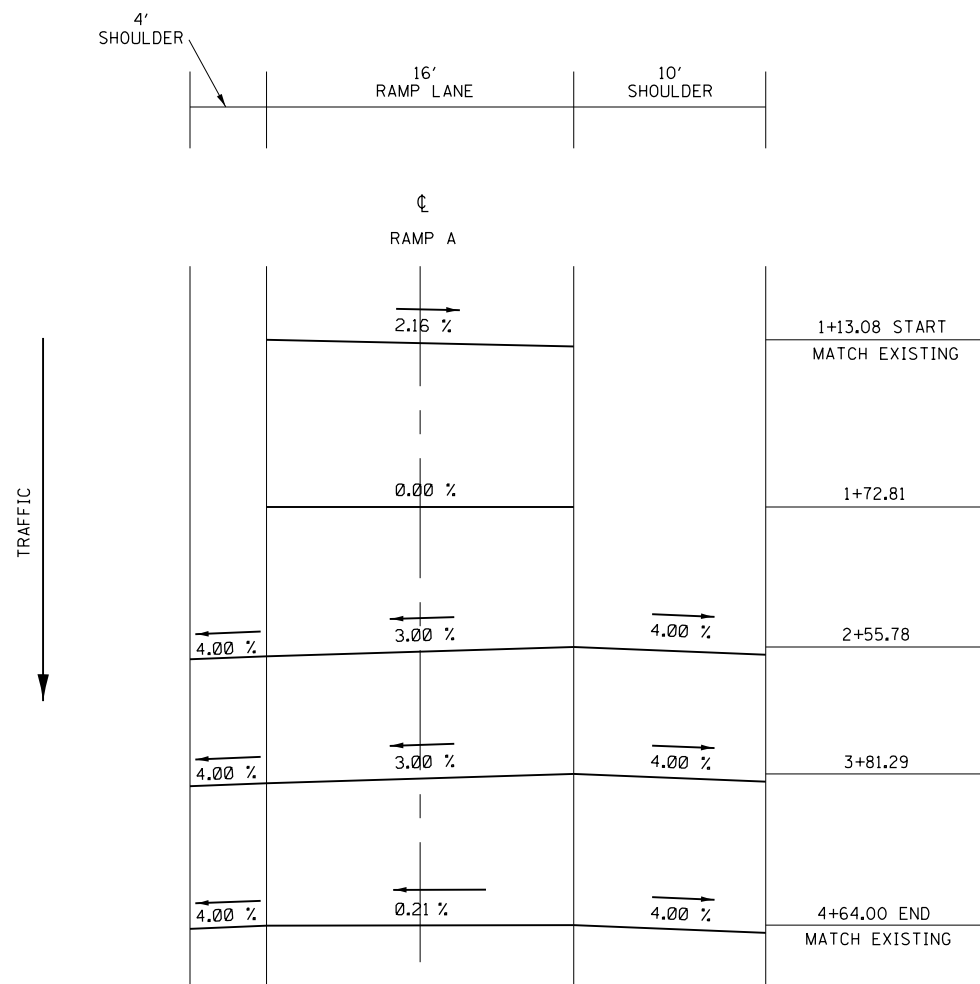 4'
SHOULDER
16'
RAMP LANE
10'
SHOULDER
℄
RAMP A
2.16 %
1+13.08 START
MATCH EXISTING
0.00 %
1+72.81
TRAFFIC
4.00 %
3.00 %
4.00 %
2+55.78
4.00 %
3.00 %
4.00 %
3+81.29
4.00 %
0.21 %
4.00 %
4+64.00 END
MATCH EXISTING